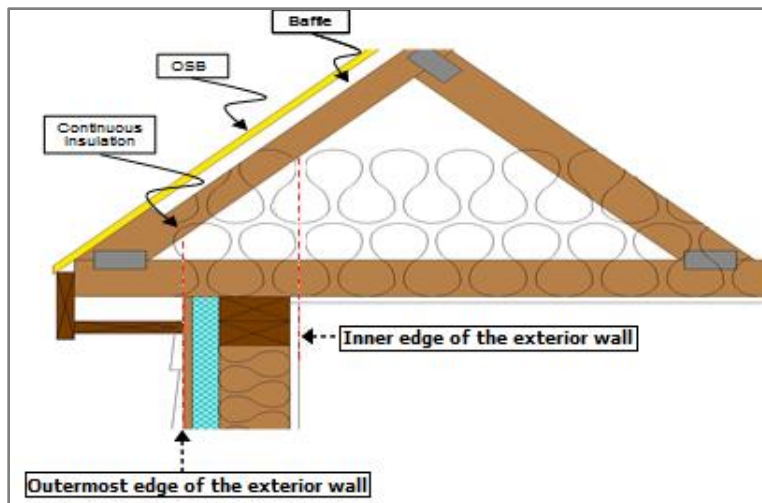 Baffle
OSB
Continuous
Insulation
Inner edge of the exterior wall
Outermost edge of the exterior wall